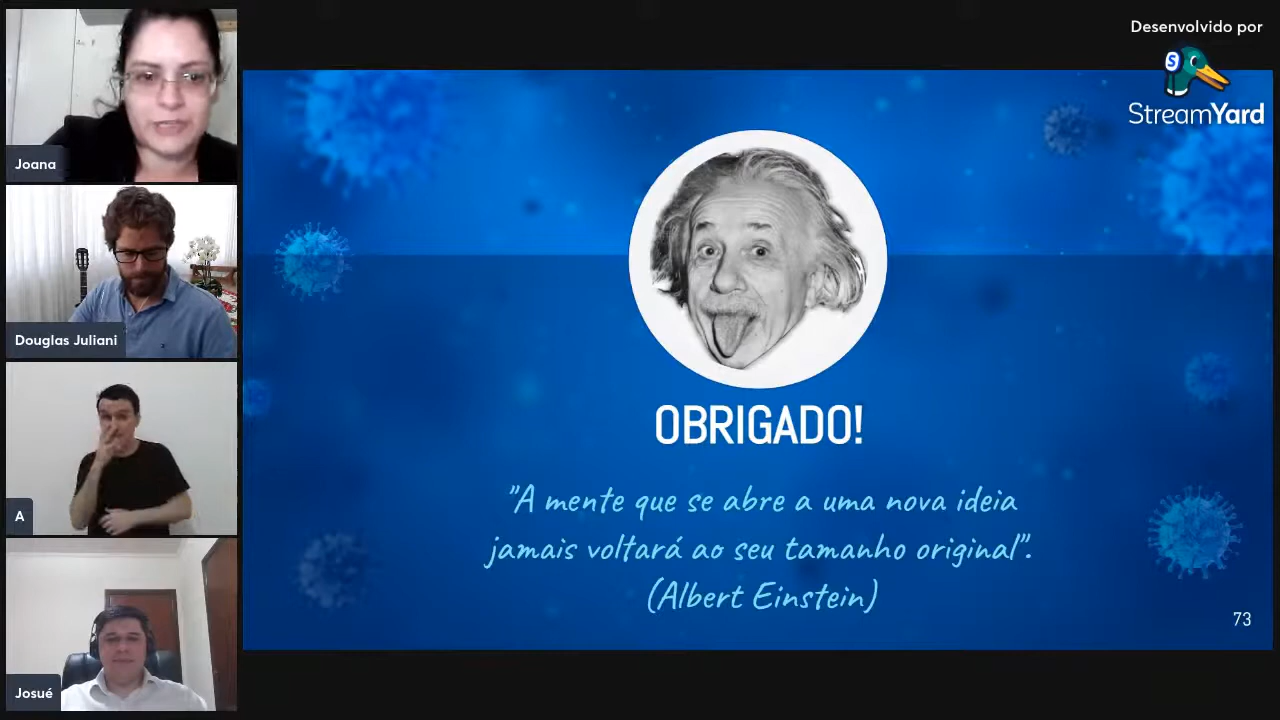 Desenvolvido por
S
StreamYard
Joana
Douglas Juliani
A
Josué
OBRIGADO!
"A mente que se abre a uma nova ideia
jamais voltará ao seu tamanho original".
(Albert Einstein)
73